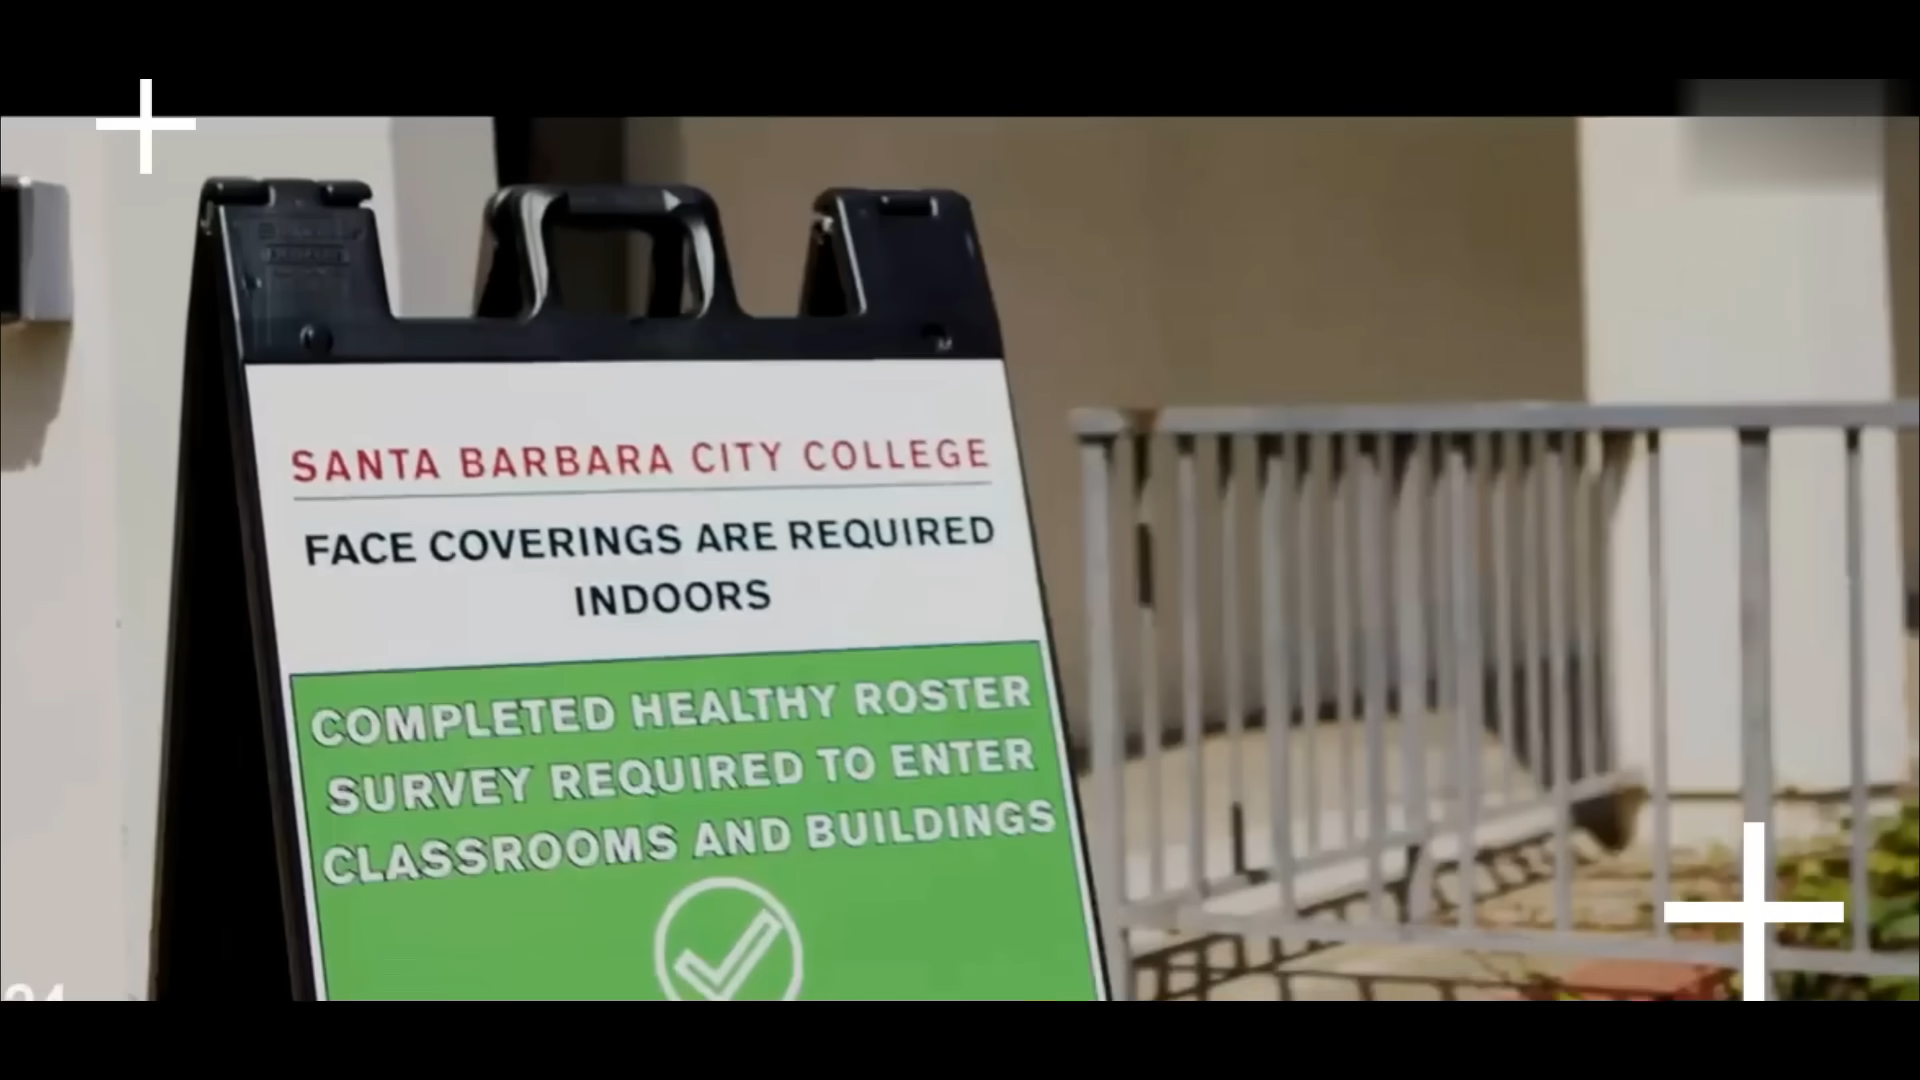 SANTA BARBARA CITY COLLEGE
FACE COVERINGS ARE REQUIRED
INDOORS
COMPLETED HEALTHY ROSTER
SURVEY REQUIRED TO ENTER
CLASSROOMS AND BUILDINGS